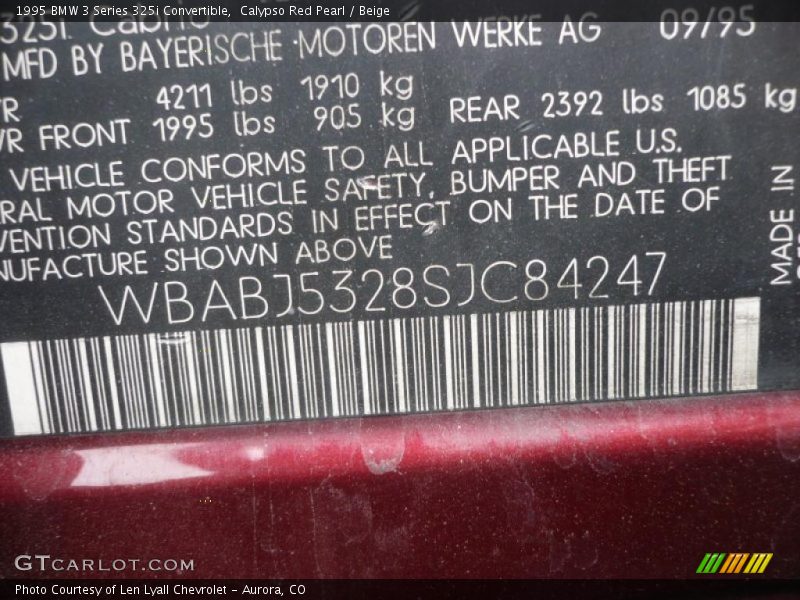 1995 BMW 3 Series 325i Convertible,  Calypso Red Pearl / Beige
325i Cabrio 09/95
MFD BY BAYERISCHE MOTOREN WERKE AG
4211 lbs 1910 kg
VR FRONT 1995 lbs 905 kg REAR 2392 lbs 1085 kg
VEHICLE CONFORMS TO ALL APPLICABLE U.S.
RAL MOTOR VEHICLE SAFETY, BUMPER AND THEFT
VENTION STANDARDS IN EFFECT ON THE DATE OF
NUFACTURE SHOWN ABOVE
MADE IN
WBABJ5328SJC84247
GTCARLOT.COM
Photo Courtesy of Len Lyall Chevrolet – Aurora, CO